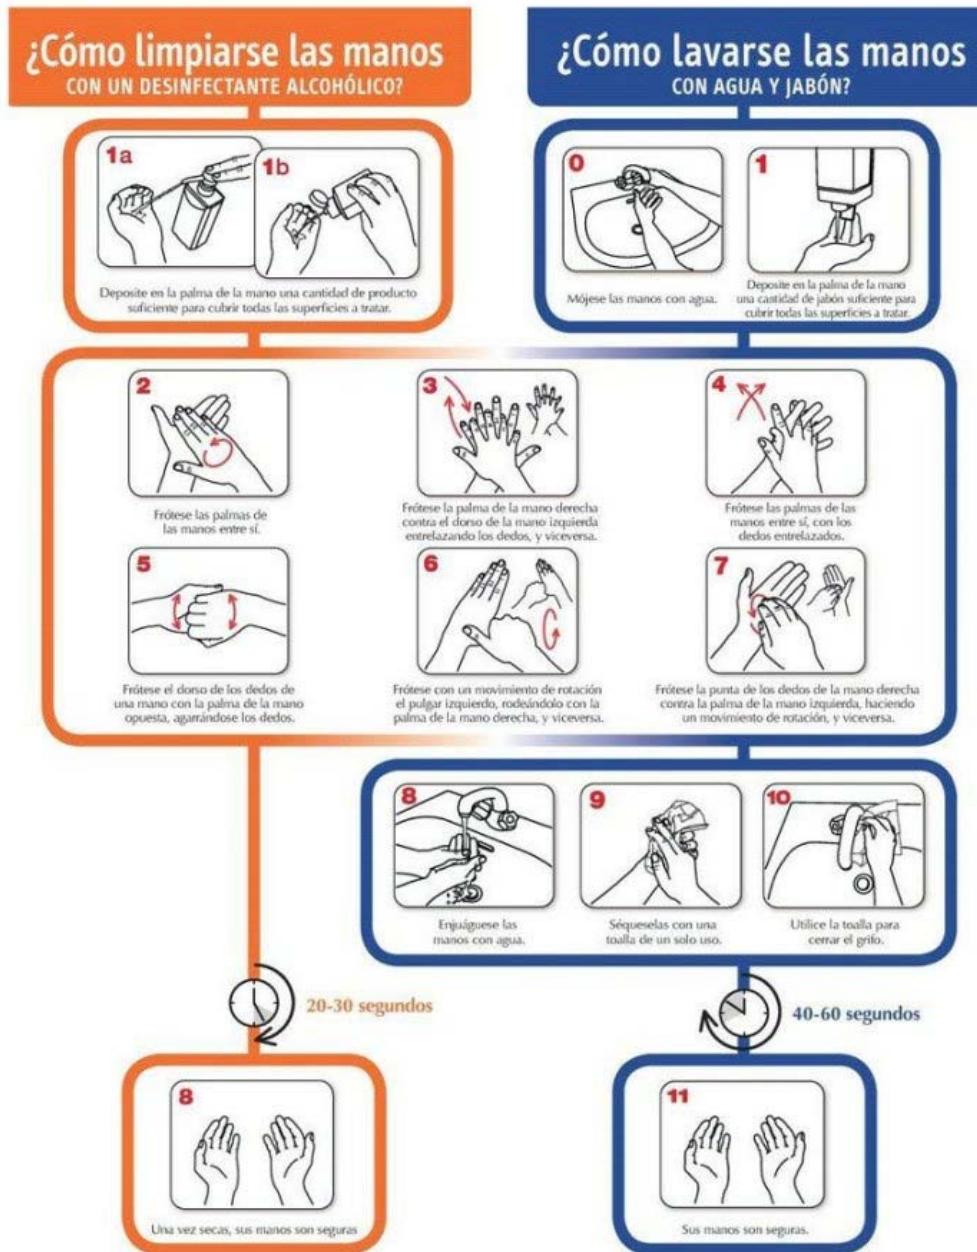 ¿Cómo limpiarse las manos
CON UN DESINFECTANTE ALCOHÓLICO?
¿Cómo lavarse las manos
CON AGUA Y JABÓN?
1a
1b
Deposite en la palma de la mano una cantidad de producto
suficiente para cubrir todas las superficies a tratar.
0
Mójese las manos con agua.
1
Deposite en la palma de la mano
una cantidad de jabón suficiente para
cubrir todas las superficies a tratar.
2
Frótese las palmas de
las manos entre sí.
3
Frótese la palma de la mano derecha
contra el dorso de la mano izquierda
entrelazando los dedos, y viceversa.
4
Frótese las palmas de las
manos entre sí, con los
dedos entrelazados.
5
Frótese el dorso de los dedos de
una mano con la palma de la mano
opuesta, agarrándose los dedos.
6
Frótese con un movimiento de rotación
el pulgar izquierdo, rodeándolo con la
palma de la mano derecha, y viceversa.
7
Frótese la punta de los dedos de la mano derecha
contra la palma de la mano izquierda, haciendo
un movimiento de rotación, y viceversa.
8
Enjuáguese las
manos con agua.
9
Séqueselas con una
toalla de un solo uso.
10
Utilice la toalla para
cerrar el grifo.
20-30 segundos
40-60 segundos
8
Una vez secas, sus manos son seguras
11
Sus manos son seguras.